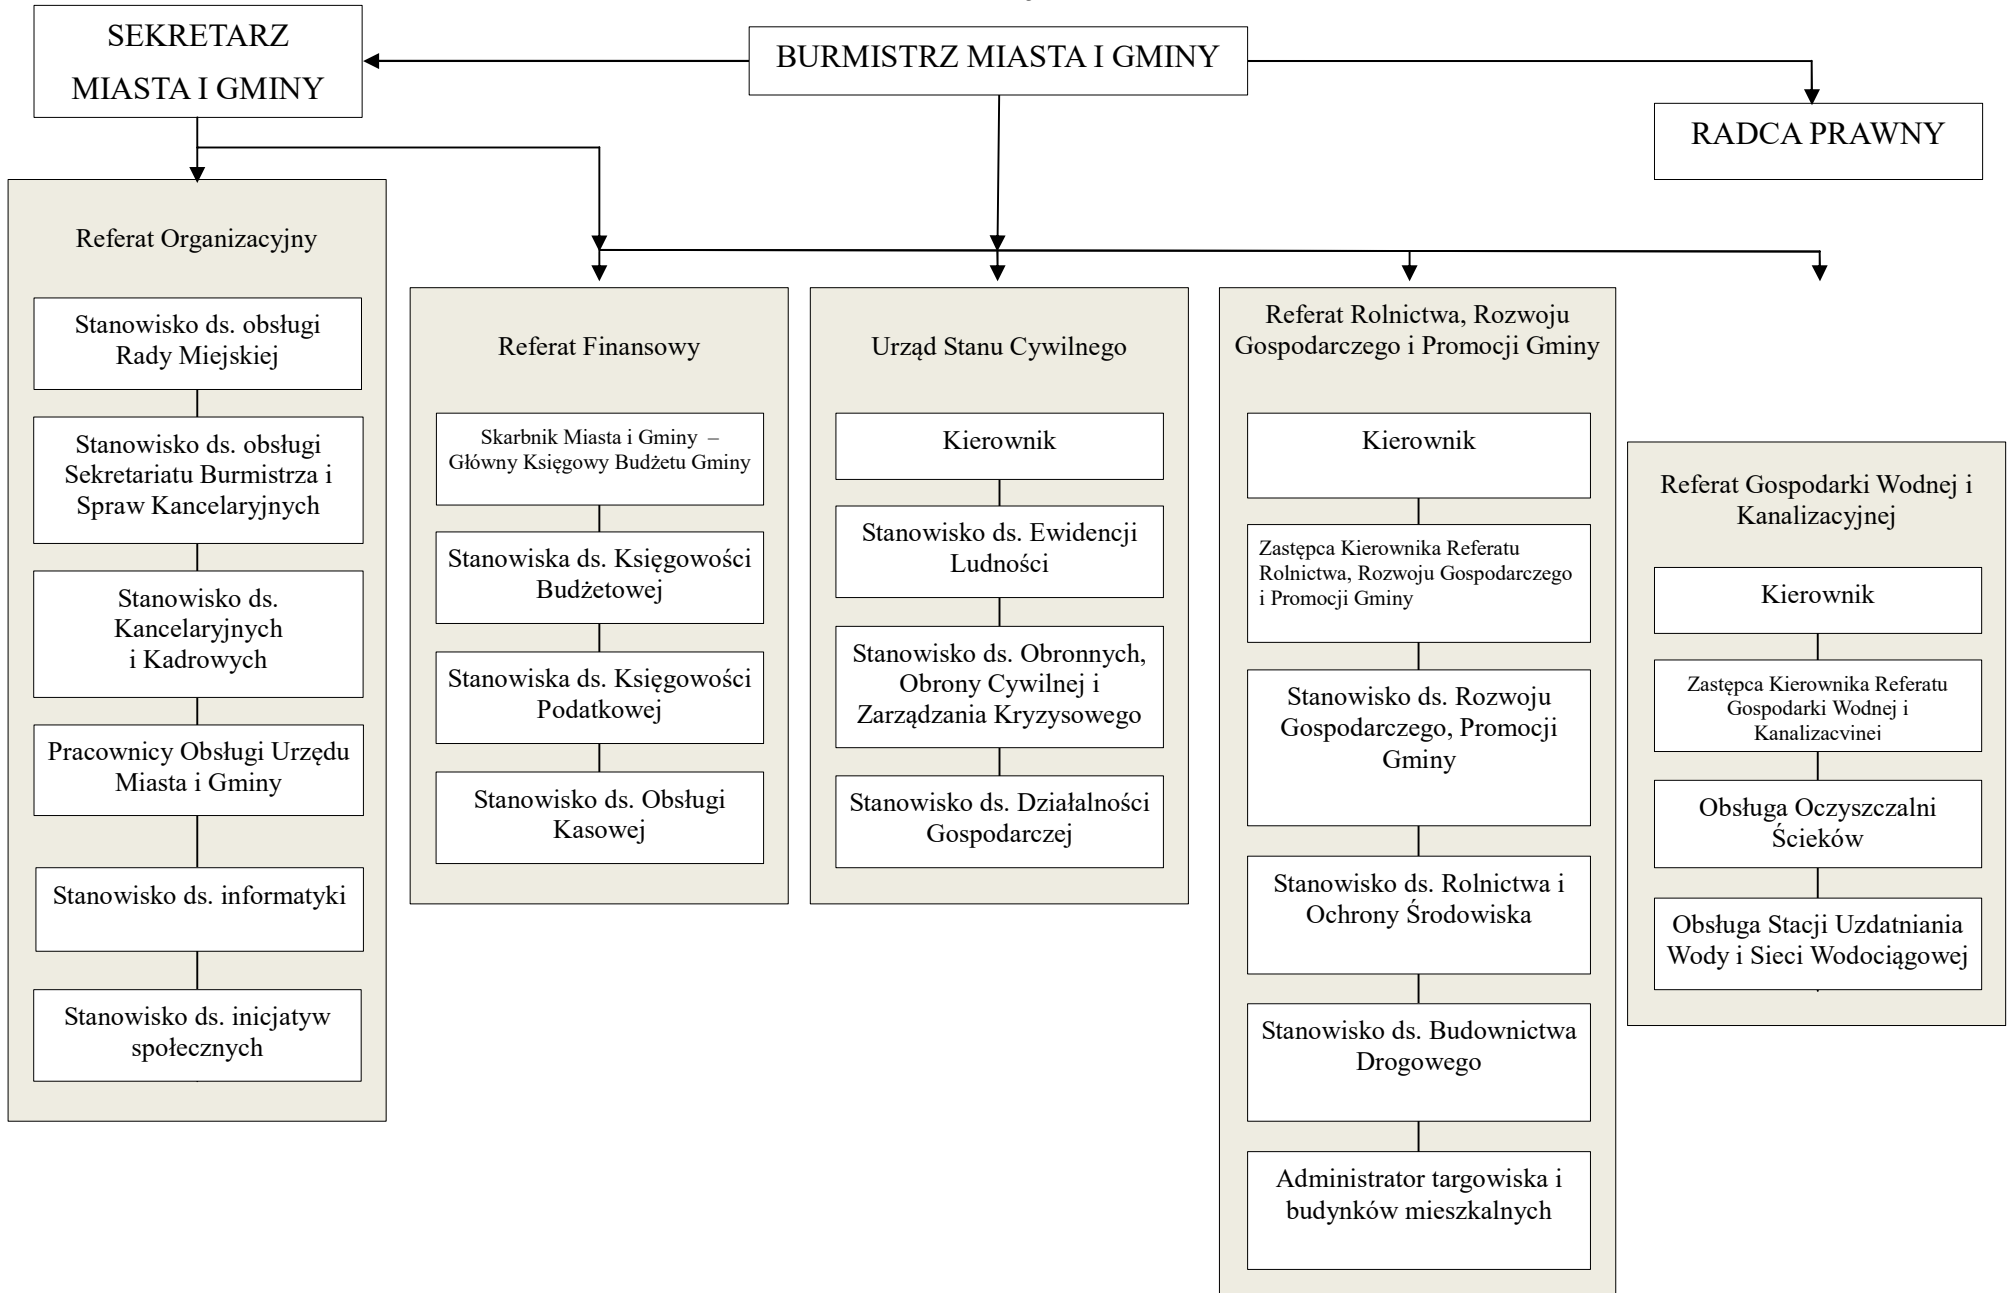 SEKRETARZ
MIASTA I GMINY
BURMISTRZ MIASTA I GMINY
RADCA PRAWNY
Referat Organizacyjny
Stanowisko ds. obsługi
Rady Miejskiej
Stanowisko ds. obsługi
Sekretariatu Burmistrza i
Spraw Kancelaryjnych
Stanowisko ds.
Kancelaryjnych
i Kadrowych
Pracownicy Obsługi Urzędu
Miasta i Gminy
Stanowisko ds. informatyki
Stanowisko ds. inicjatyw
społecznych
Referat Finansowy
Skarbnik Miasta i Gminy –
Główny Księgowy Budżetu Gminy
Stanowiska ds. Księgowości
Budżetowej
Stanowiska ds. Księgowości
Podatkowej
Stanowisko ds. Obsługi
Kasowej
Urząd Stanu Cywilnego
Kierownik
Stanowisko ds. Ewidencji
Ludności
Stanowisko ds. Obronnych,
Obrony Cywilnej i
Zarządzania Kryzysowego
Stanowisko ds. Działalności
Gospodarczej
Referat Rolnictwa, Rozwoju
Gospodarczego i Promocji Gminy
Kierownik
Zastępca Kierownika Referatu
Rolnictwa, Rozwoju Gospodarczego
i Promocji Gminy
Stanowisko ds. Rozwoju
Gospodarczego, Promocji
Gminy
Stanowisko ds. Rolnictwa i
Ochrony Środowiska
Stanowisko ds. Budownictwa
Drogowego
Administrator targowiska i
budynków mieszkalnych
Referat Gospodarki Wodnej i
Kanalizacyjnej
Kierownik
Zastępca Kierownika Referatu
Gospodarki Wodnej i
Kanalizacyjnej
Obsługa Oczyszczalni
Ścieków
Obsługa Stacji Uzdatniania
Wody i Sieci Wodociągowej